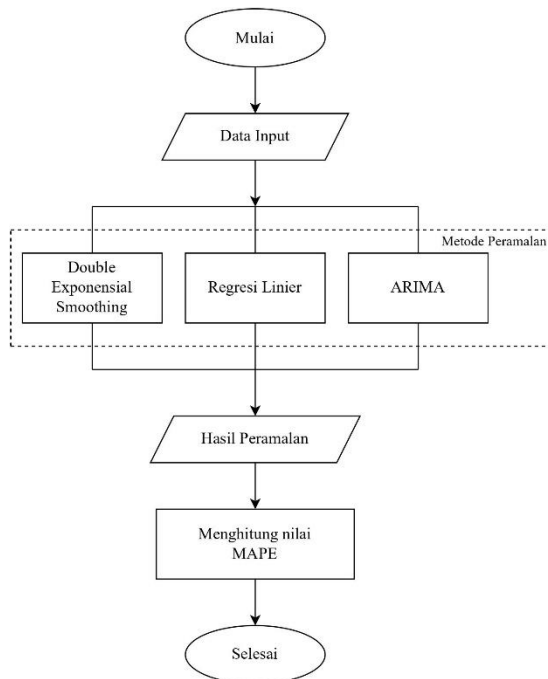 Mulai
Data Input
Metode Peramalan
Double
Exponensial
Smoothing
Regresi Linier
ARIMA
Hasil Peramalan
Menghitung nilai
MAPE
Selesai